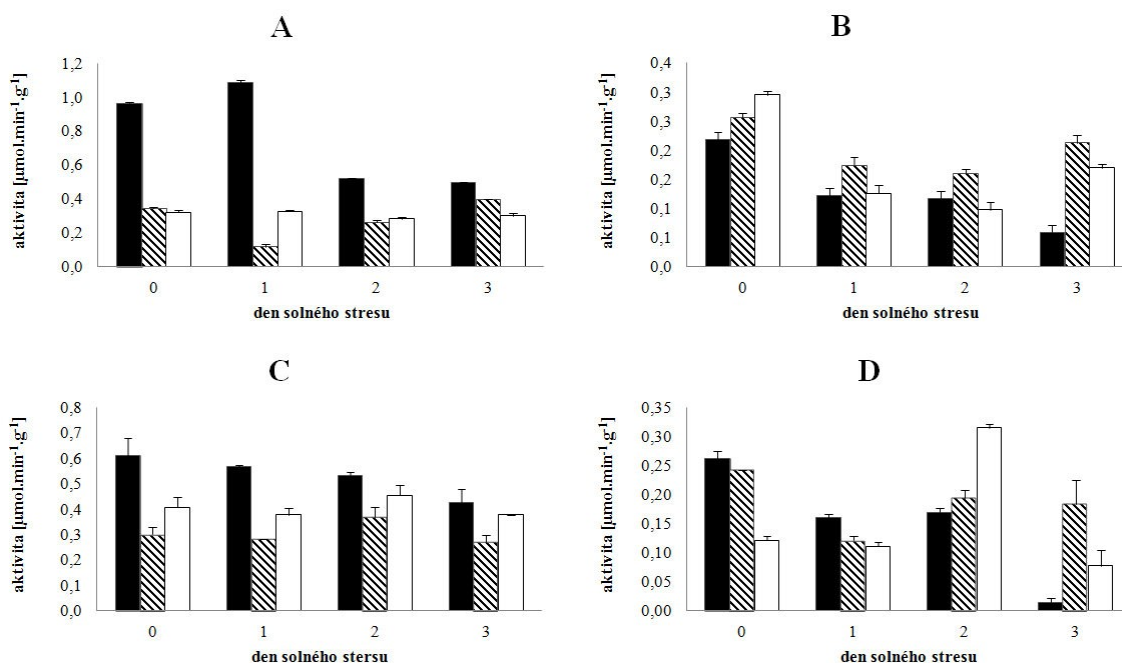 A
aktivita [µmol.min⁻¹.g⁻¹]
1,2
1,0
0,8
0,6
0,4
0,2
0,0
0 1 2 3
den solného stresu
B
aktivita [µmol.min⁻¹.g⁻¹]
0,4
0,3
0,3
0,2
0,2
0,1
0,1
0,0
0 1 2 3
den solného stresu
C
aktivita [µmol.min⁻¹.g⁻¹]
0,8
0,7
0,6
0,5
0,4
0,3
0,2
0,1
0,0
0 1 2 3
den solného stersu
D
aktivita [µmol.min⁻¹.g⁻¹]
0,35
0,30
0,25
0,20
0,15
0,10
0,05
0,00
0 1 2 3
den solného stresu